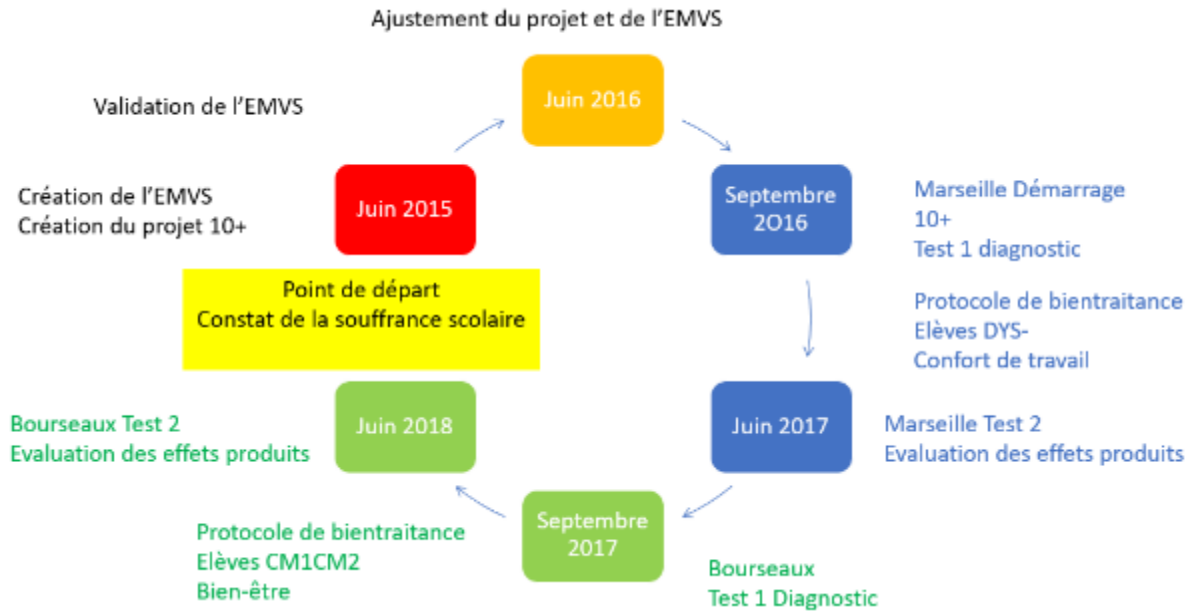 Ajustement du projet et de l'EMVS
Juin 2016
Validation de l'EMVS
Création de l'EMVS
Création du projet 10+
Juin 2015
Point de départ
Constat de la souffrance scolaire
Septembre
2O16
Marseille Démarrage
10+
Test 1 diagnostic
Protocole de bientraitance
Elèves DYS-
Confort de travail
Juin 2017
Marseille Test 2
Evaluation des effets produits
Septembre
2017
Bourseaux
Test 1 Diagnostic
Protocole de bientraitance
Elèves CM1CM2
Bien-être
Juin 2018
Bourseaux Test 2
Evaluation des effets produits